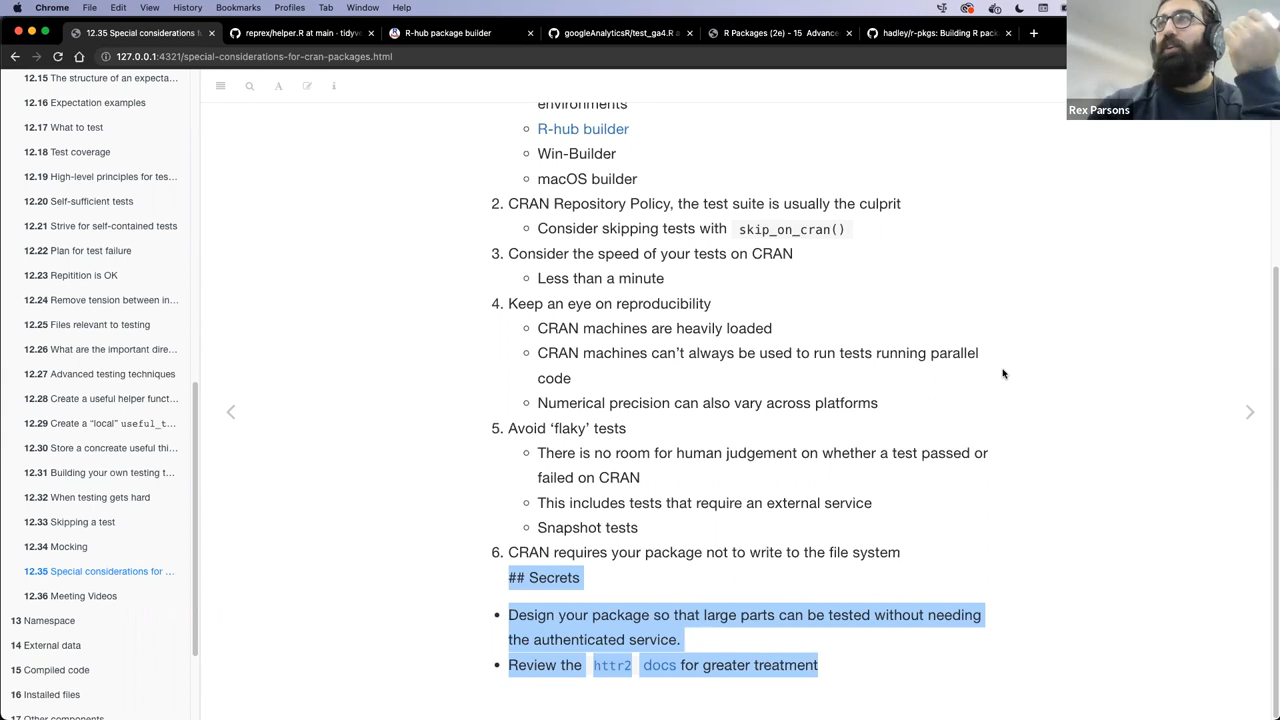 Chrome File Edit View History Bookmarks Profiles Tab Window Help
12.35 Special considerations f
reprex/helper.R at main · tidyve
R-hub package builder
googleAnalyticsR/test_ga4.R a
R Packages (2e) - 15 Advance
hadley/r-pkgs: Building R pac
127.0.0.1:4321/special-considerations-for-cran-packages.html
Rex Parsons
12.15 The structure of an expecta...
12.16 Expectation examples
12.17 What to test
12.18 Test coverage
12.19 High-level principles for tes...
12.20 Self-sufficient tests
12.21 Strive for self-contained tests
12.22 Plan for test failure
12.23 Repitition is OK
12.24 Remove tension between in...
12.25 Files relevant to testing
12.26 What are the important dire...
12.27 Advanced testing techniques
12.28 Create a useful helper funct...
12.29 Create a “local” useful_t...
12.30 Store a concreate useful thi...
12.31 Building your own testing t...
12.32 When testing gets hard
12.33 Skipping a test
12.34 Mocking
12.35 Special considerations for ...
12.36 Meeting Videos
13 Namespace
14 External data
15 Compiled code
16 Installed files
17 Other components
environments
R-hub builder
Win-Builder
macOS builder
2. CRAN Repository Policy, the test suite is usually the culprit
Consider skipping tests with skip_on_cran()
3. Consider the speed of your tests on CRAN
Less than a minute
4. Keep an eye on reproducibility
CRAN machines are heavily loaded
CRAN machines can’t always be used to run tests running parallel
code
Numerical precision can also vary across platforms
5. Avoid ‘flaky’ tests
There is no room for human judgement on whether a test passed or
failed on CRAN
This includes tests that require an external service
Snapshot tests
6. CRAN requires your package not to write to the file system
## Secrets
Design your package so that large parts can be tested without needing
the authenticated service.
Review the httr2 docs for greater treatment